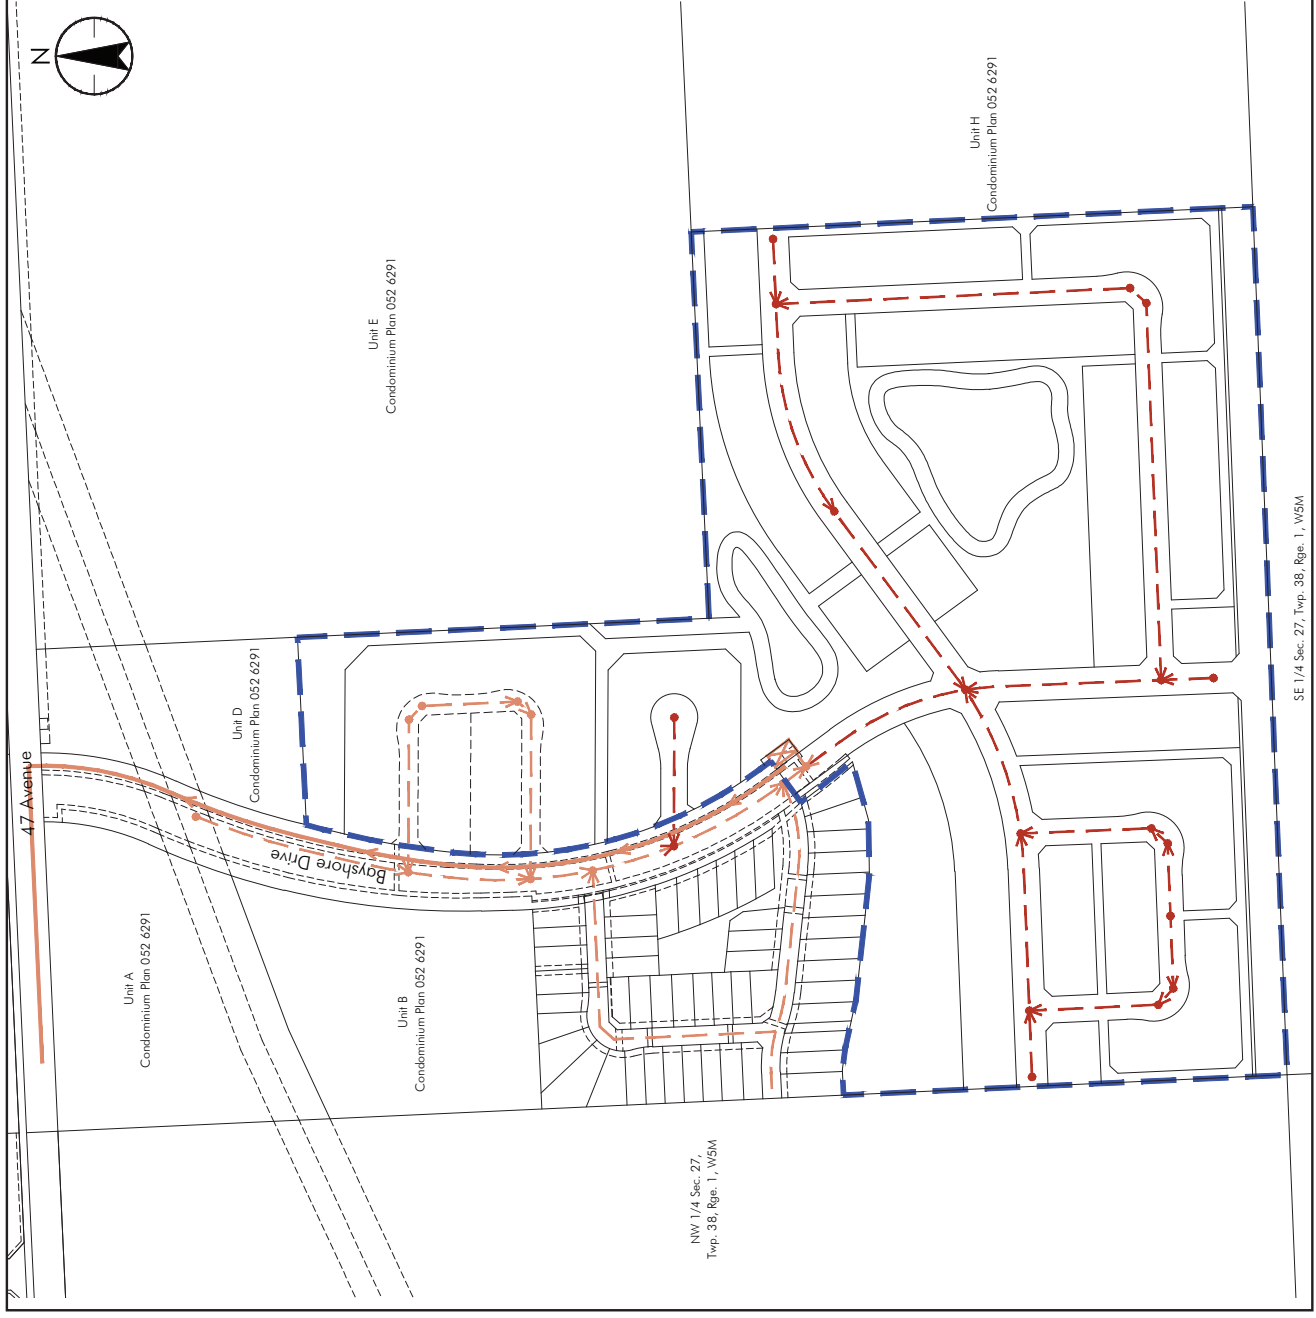 N
47 Avenue
Bayshore Drive
Unit A
Condominium Plan 052 6291
Unit D
Condominium Plan 052 6291
Unit E
Condominium Plan 052 6291
Unit B
Condominium Plan 052 6291
NW 1/4 Sec. 27,
Twp. 38, Rge. 1, W5M
Unit H
Condominium Plan 052 6291
SE 1/4 Sec. 27, Twp. 38, Rge. 1, W5M